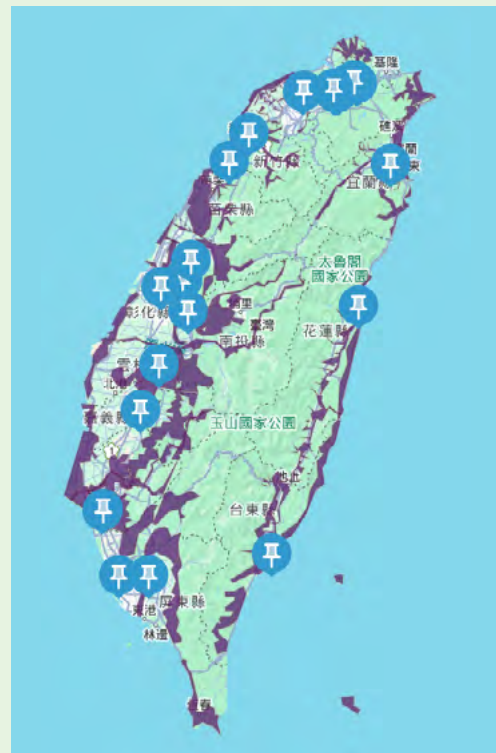 基隆
新竹縣
宜蘭縣
苗栗縣
太魯閣
國家公園
彰化縣
花蓮縣
臺灣
南投縣
嘉義縣
玉山國家公園
池上
台東縣
屏東縣
東港
林邊
恆春